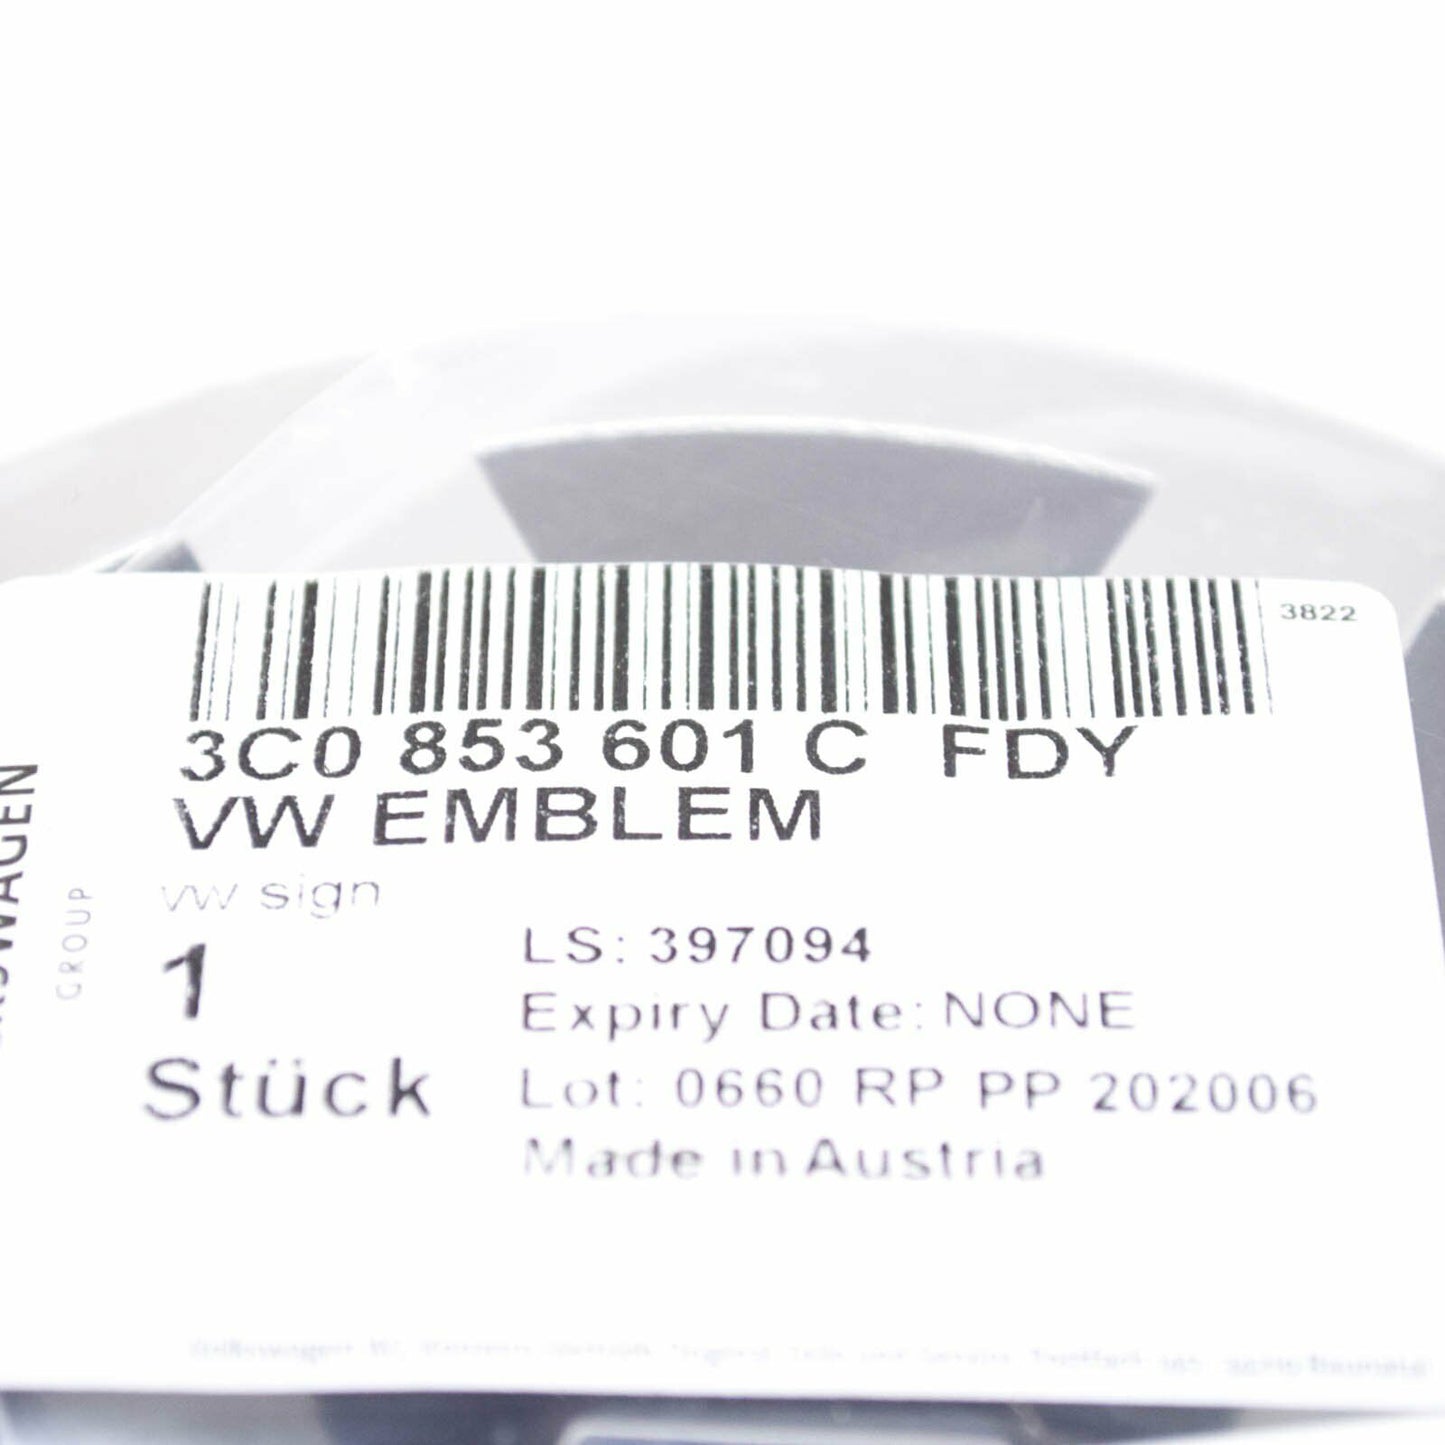 3822
3C0 853 601 C FDY
VW EMBLEM
vw sign
1
Stück
LS: 397094
Expiry Date: NONE
Lot: 0660 RP PP 202006
Made in Austria
GROUP